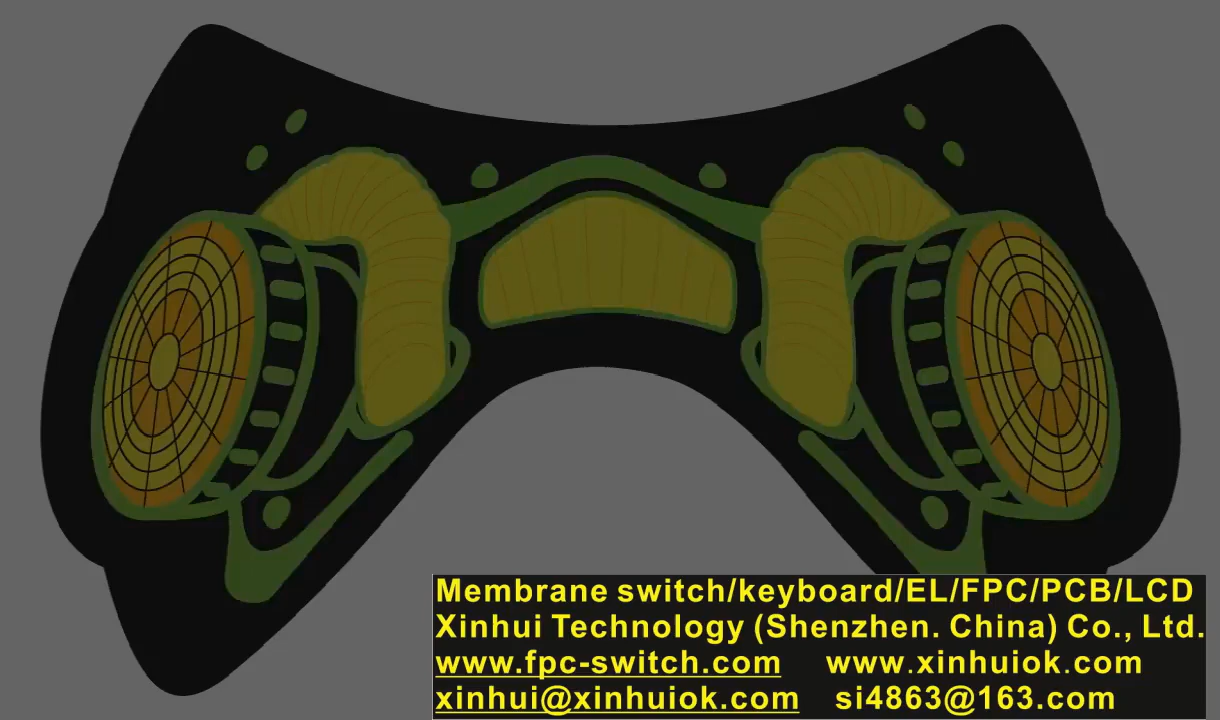 Membrane switch/keyboard/EL/FPC/PCB/LCD
Xinhui Technology (Shenzhen. China) Co., Ltd.
www.fpc-switch.com www.xinhuiok.com
xinhui@xinhuiok.com si4863@163.com